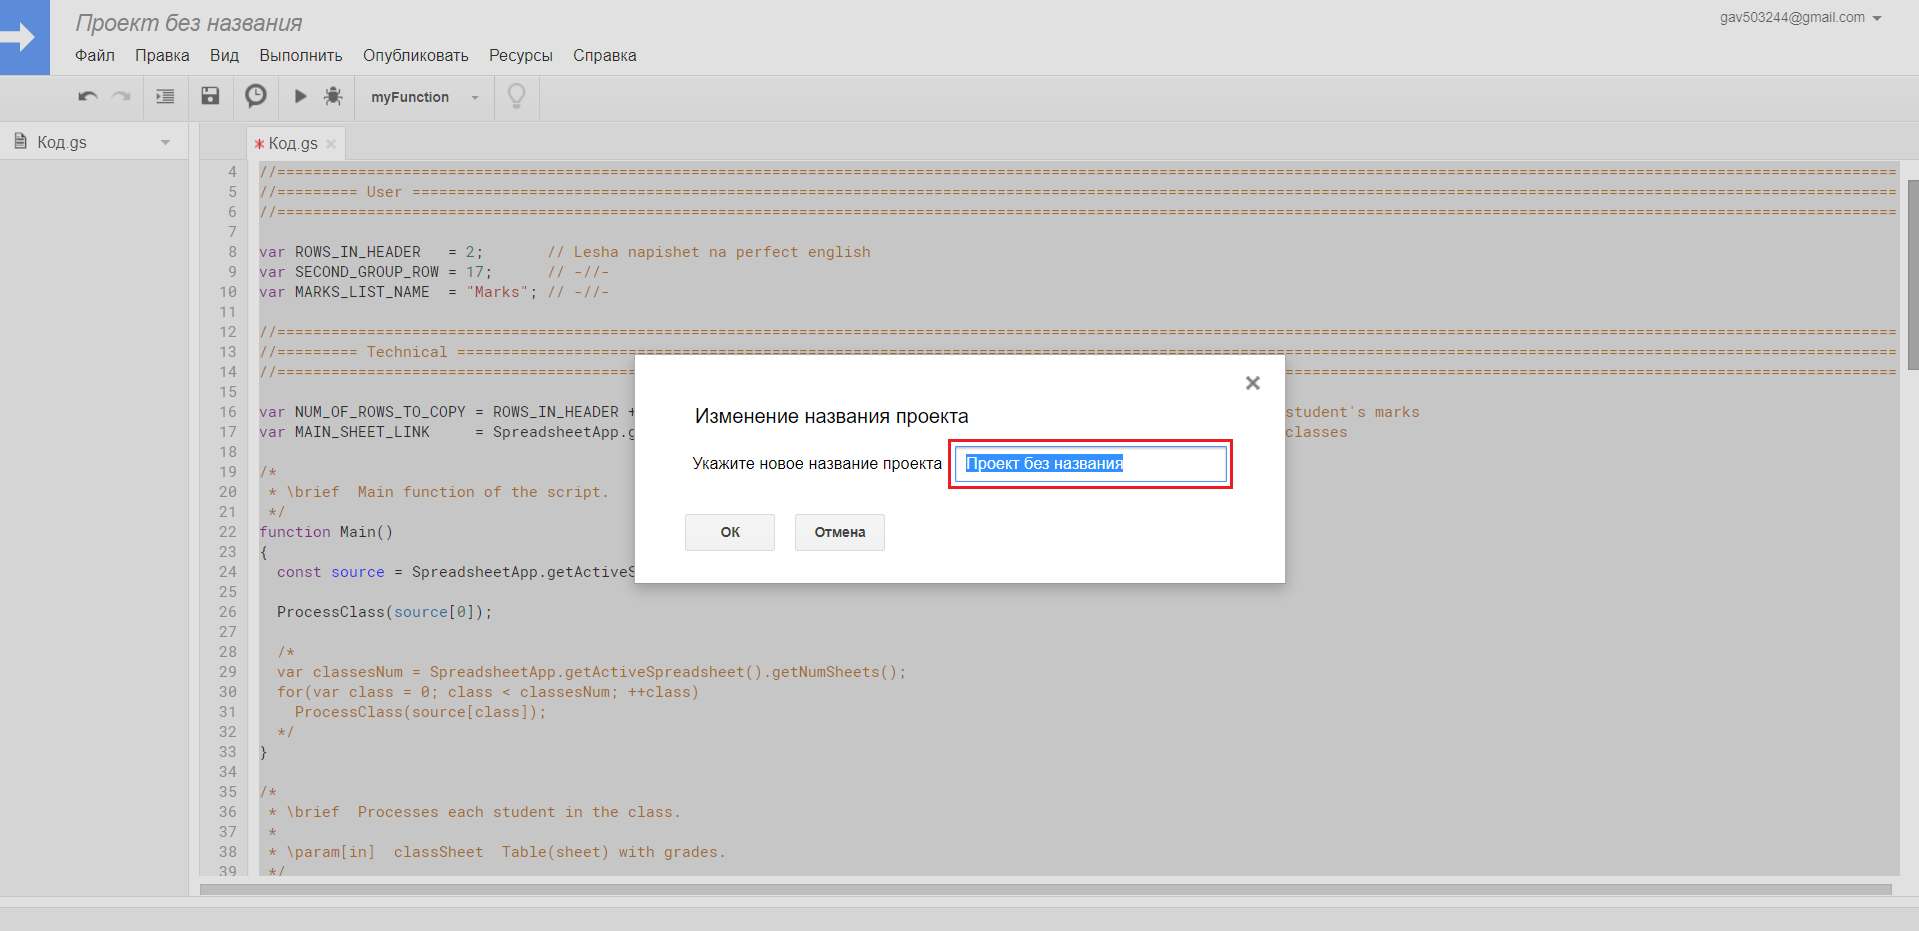 Проект без названия
gav503244@gmail.com
Файл Правка Вид Выполнить Опубликовать Ресурсы Справка
myFunction
Код.gs
* Код.gs ×
4 //====================================================================================================================================================================================
5 //========= User =====================================================================================================================================================================
6 //====================================================================================================================================================================================
7
8 var ROWS_IN_HEADER   = 2;       // Lesha napishet na perfect english
9 var SECOND_GROUP_ROW = 17;      // -//-
10 var MARKS_LIST_NAME  = "Marks"; // -//-
11
12 //====================================================================================================================================================================================
13 //========= Technical ================================================================================================================================================================
14 //====================================================================================================================================================================================
15
16 var NUM_OF_ROWS_TO_COPY = ROWS_IN_HEADER + student's marks
17 var MAIN_SHEET_LINK     = SpreadsheetApp.g classes
18
19 /*
20  * \brief  Main function of the script.
21  */
22 function Main()
23 {
24   const source = SpreadsheetApp.getActiveS
25
26   ProcessClass(source[0]);
27
28   /*
29   var classesNum = SpreadsheetApp.getActiveSpreadsheet().getNumSheets();
30   for(var class = 0; class < classesNum; ++class)
31     ProcessClass(source[class]);
32   */
33 }
34
35 /*
36  * \brief  Processes each student in the class.
37  *
38  * \param[in]  classSheet  Table(sheet) with grades.
39  */
Изменение названия проекта
Укажите новое название проекта Проект без названия
ОК Отмена